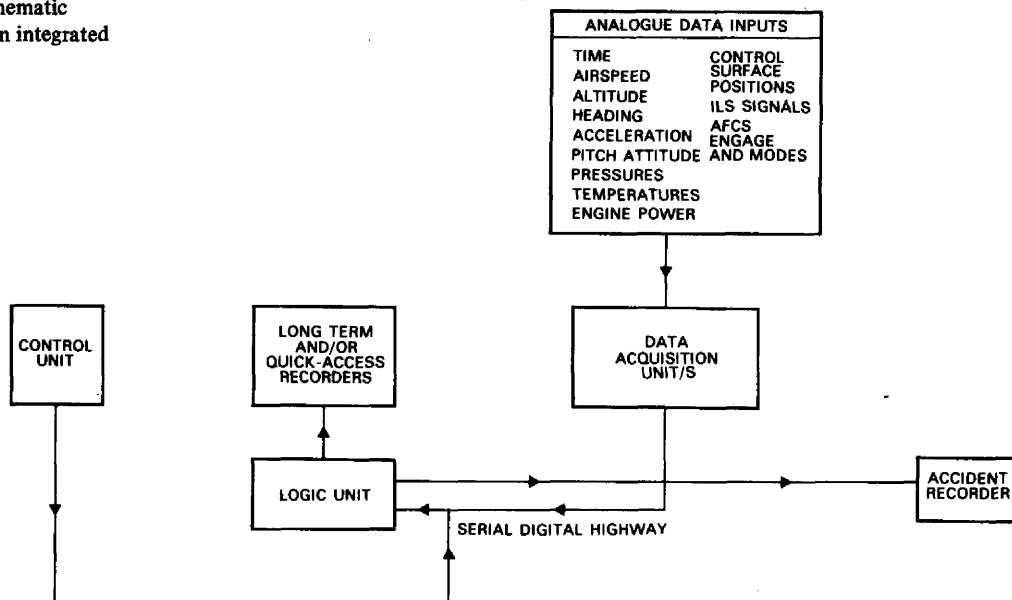 hematic
n integrated
ANALOGUE DATA INPUTS
TIME
AIRSPEED
ALTITUDE
HEADING
ACCELERATION
PITCH ATTITUDE
PRESSURES
TEMPERATURES
ENGINE POWER
CONTROL
SURFACE
POSITIONS
ILS SIGNALS
AFCS
ENGAGE
AND MODES
CONTROL
UNIT
LONG TERM
AND/OR
QUICK-ACCESS
RECORDERS
DATA
ACQUISITION
UNIT/S
LOGIC UNIT
ACCIDENT
RECORDER
SERIAL DIGITAL HIGHWAY